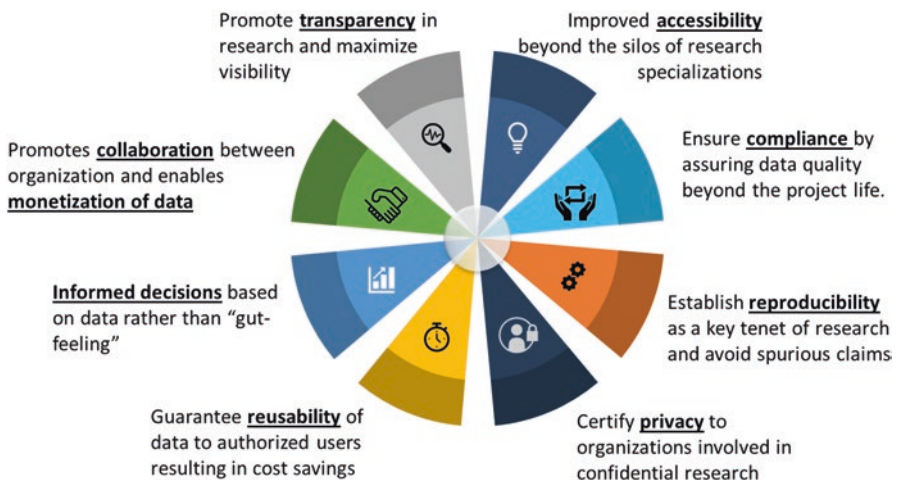 Promote transparency in
research and maximize
visibility
Improved accessibility
beyond the silos of research
specializations
Promotes collaboration between
organization and enables
monetization of data
Ensure compliance by
assuring data quality
beyond the project life.
Informed decisions based
on data rather than “gut-
feeling”
Establish reproducibility
as a key tenet of research
and avoid spurious claims
Guarantee reusability of
data to authorized users
resulting in cost savings
Certify privacy to
organizations involved in
confidential research